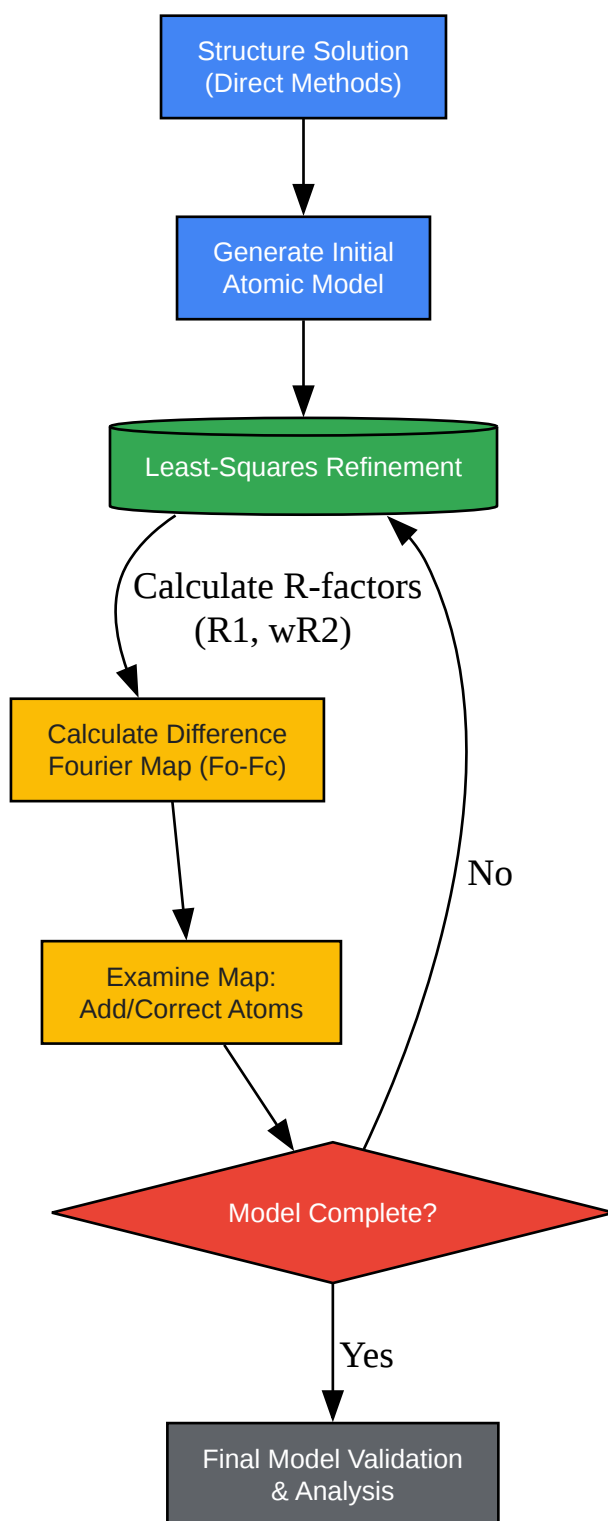 Structure Solution
(Direct Methods)
Generate Initial
Atomic Model
Least-Squares Refinement
Calculate R-factors
(R1, wR2)
Calculate Difference
Fourier Map (Fo-Fc)
No
Examine Map:
Add/Correct Atoms
Model Complete?
Yes
Final Model Validation
& Analysis